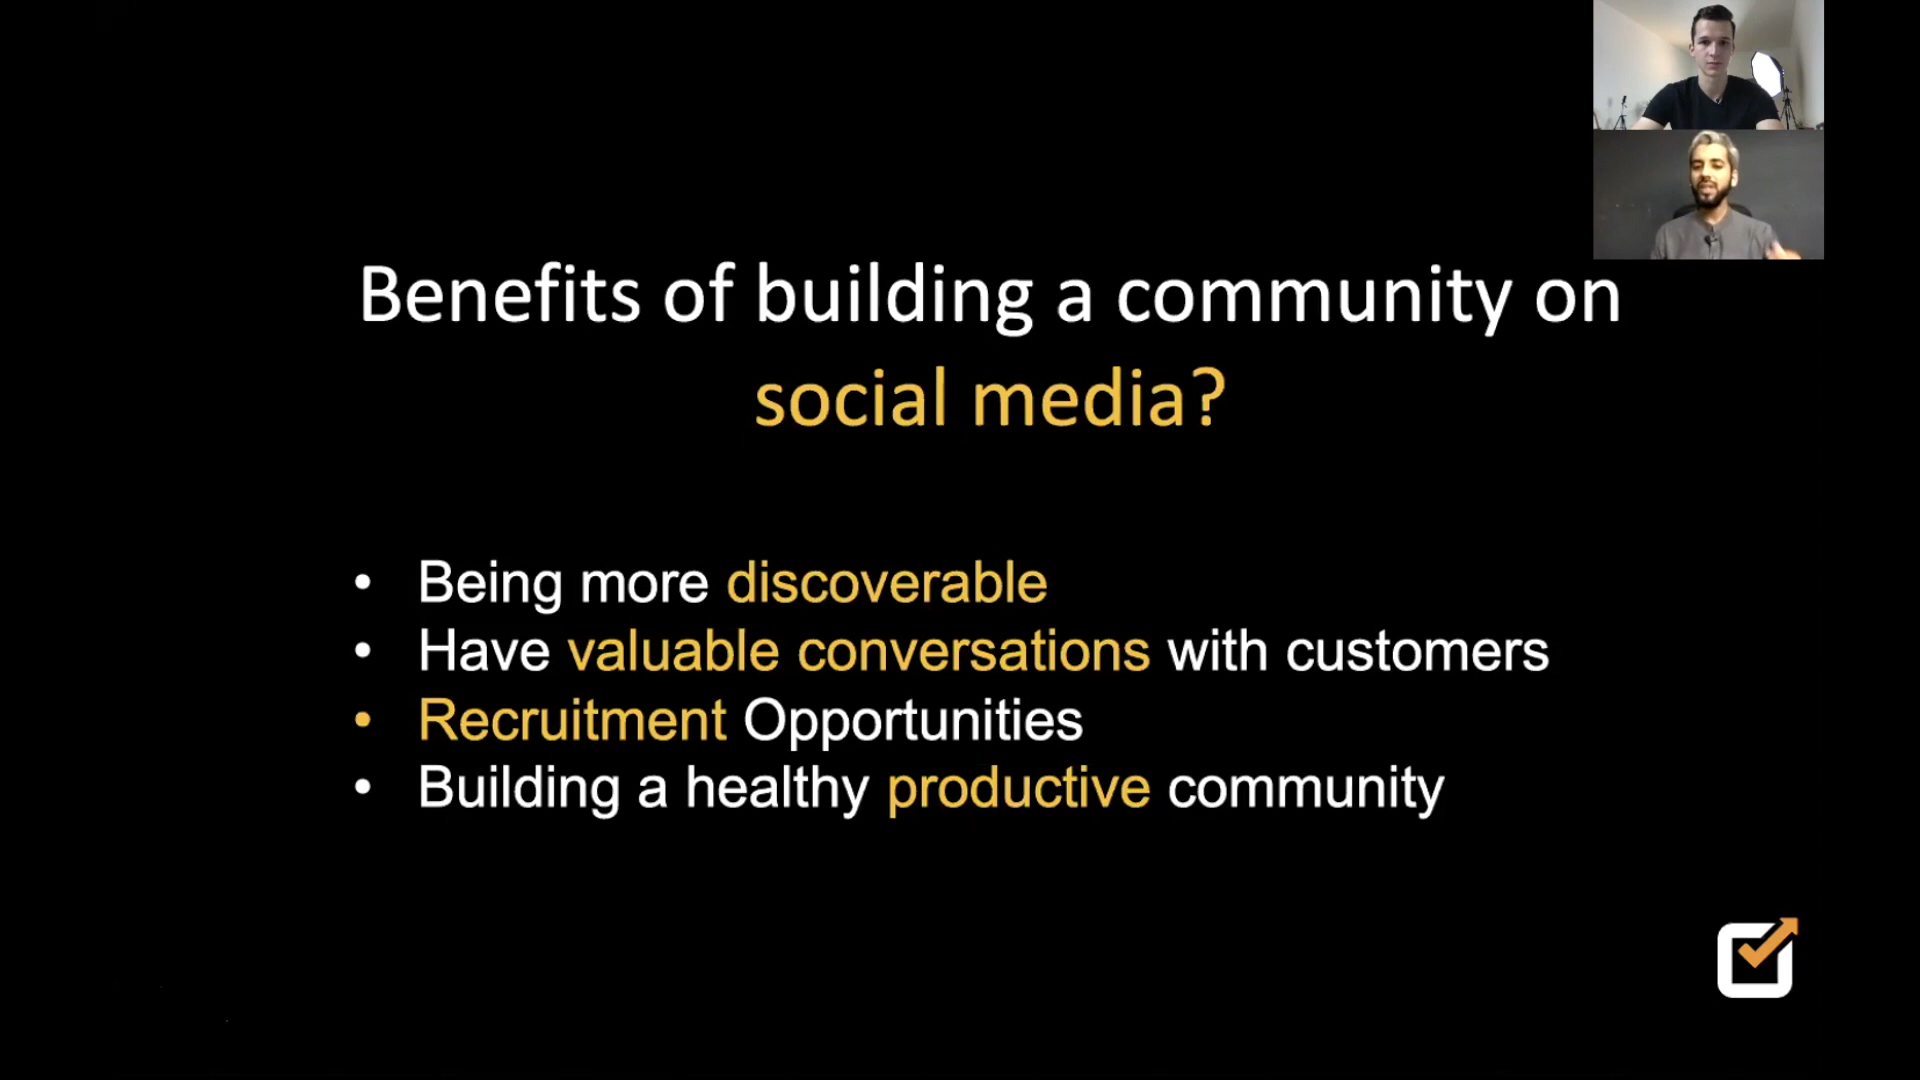 Benefits of building a community on
social media?
• Being more discoverable
• Have valuable conversations with customers
• Recruitment Opportunities
• Building a healthy productive community